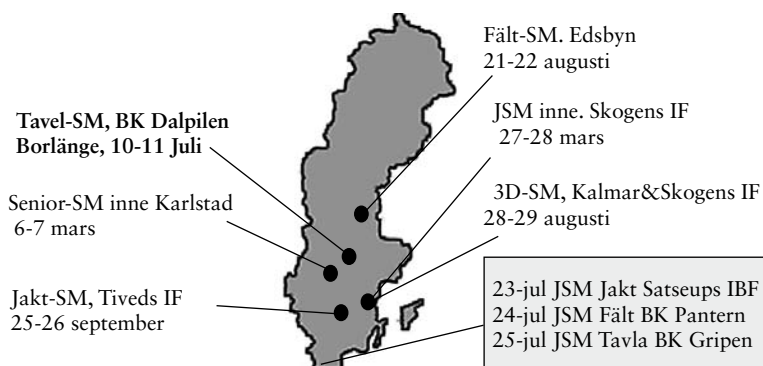 Fält-SM. Edsbyn
21-22 augusti
Tavel-SM, BK Dalpilen
Borlänge, 10-11 Juli
JSM inne. Skogens IF
27-28 mars
Senior-SM inne Karlstad
6-7 mars
3D-SM, Kalmar&Skogens IF
28-29 augusti
Jakt-SM, Tiveds IF
25-26 september
23-jul JSM Jakt Satseups IBF
24-jul JSM Fält BK Pantern
25-jul JSM Tavla BK Gripen